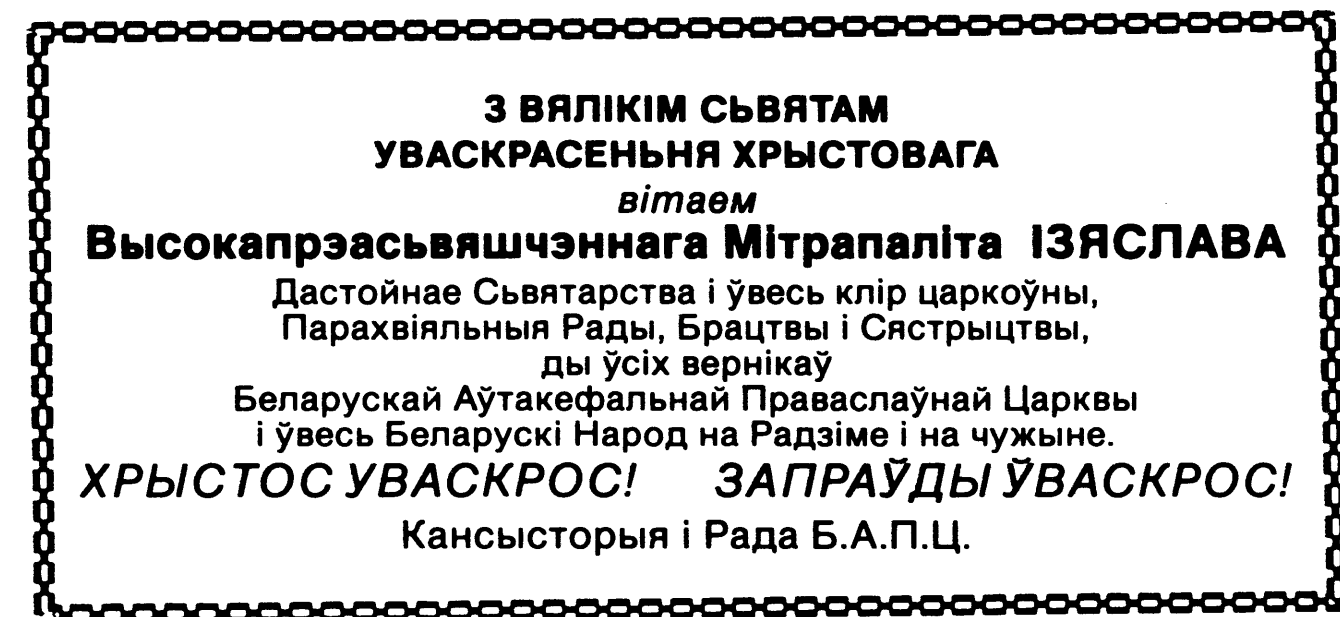 З ВЯЛІКІМ СЬВЯТАМ
УВАСКРАСЕНЬНЯ ХРЫСТОВАГА
вітаем
Высокапрэасьвяшчэннага Мітрапаліта ІЗЯСЛАВА
Дастойнае Сьвятарства і ўвесь клір царкоўны,
Парахвіяльныя Рады, Брацтвы і Сястрыцтвы,
ды ўсіх вернікаў
Беларускай Аўтакефальнай Праваслаўнай Царквы
і ўвесь Беларускі Народ на Радзіме і на чужыне.
ХРЫСТОС УВАСКРОС! ЗАПРАЎДЫ ЎВАСКРОС!
Кансысторыя і Рада Б.А.П.Ц.